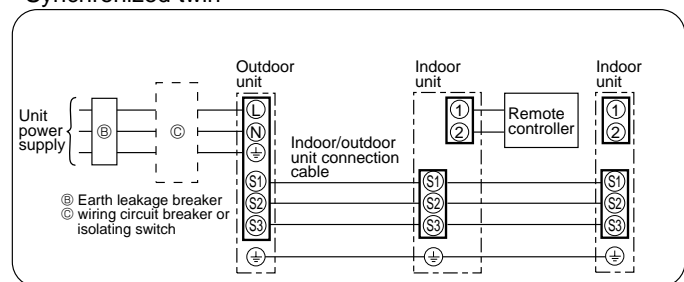 Synchronized twin
Outdoor
unit
Indoor
unit
Indoor
unit
Unit
power
supply
Ⓑ
Ⓒ
L
N
1
2
Remote
controller
1
2
Indoor/outdoor
unit connection
cable
S1
S2
S3
S1
S2
S3
S1
S2
S3
Ⓑ Earth leakage breaker
Ⓒ wiring circuit breaker or
isolating switch